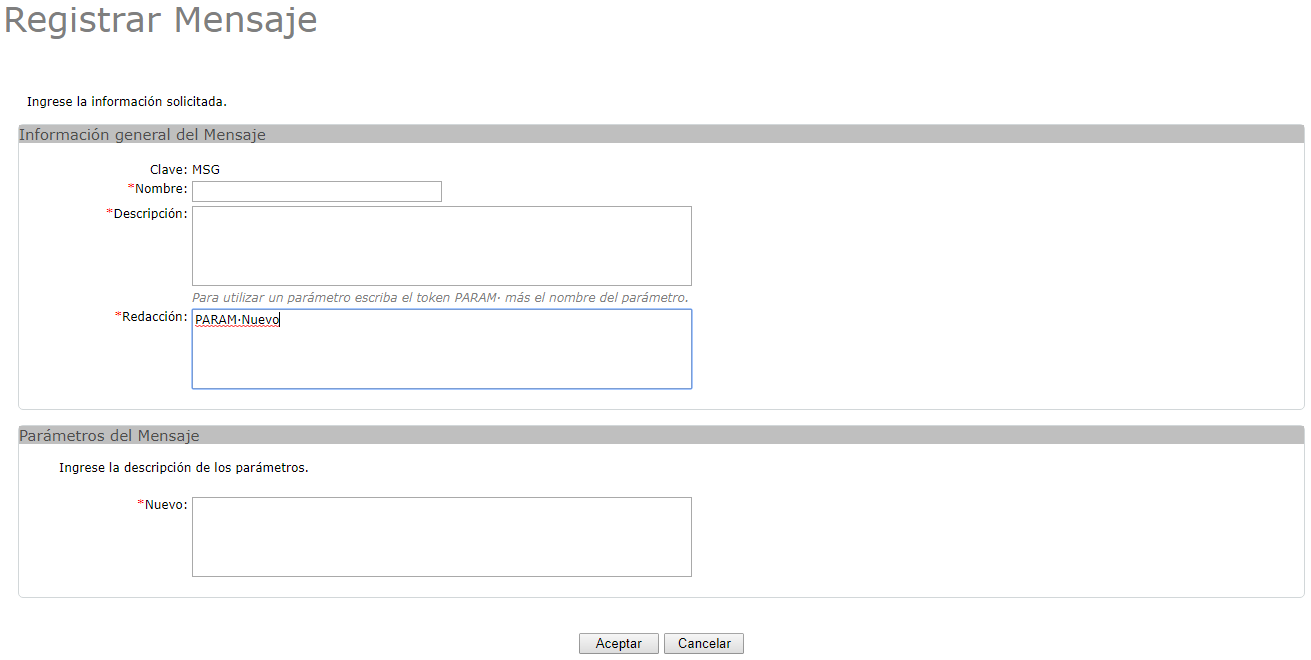 Registrar Mensaje
Ingrese la información solicitada.
Información general del Mensaje
Clave: MSG
*Nombre:
*Descripción:
Para utilizar un parámetro escriba el token PARAM· más el nombre del parámetro.
*Redacción: PARAM·Nuevo
Parámetros del Mensaje
Ingrese la descripción de los parámetros.
*Nuevo:
Aceptar Cancelar